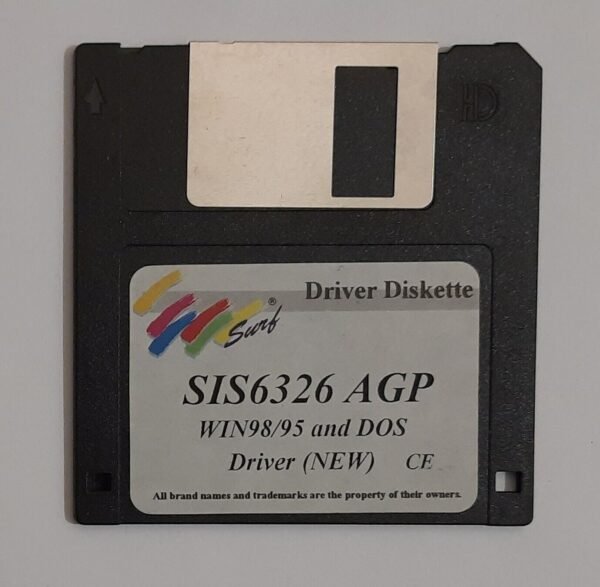 HD
Driver Diskette
Surf®
SIS6326 AGP
WIN98/95 and DOS
Driver (NEW) CE
All brand names and trademarks are the property of their owners.